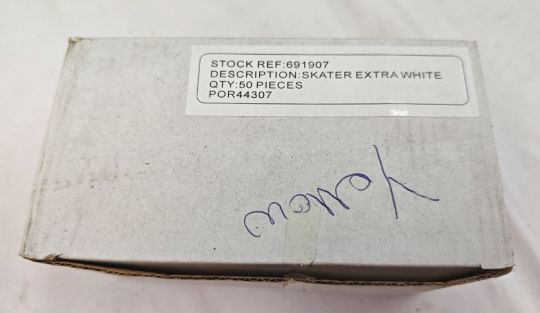 STOCK REF:691907
DESCRIPTION:SKATER EXTRA WHITE
QTY:50 PIECES
POR44307
Yellow